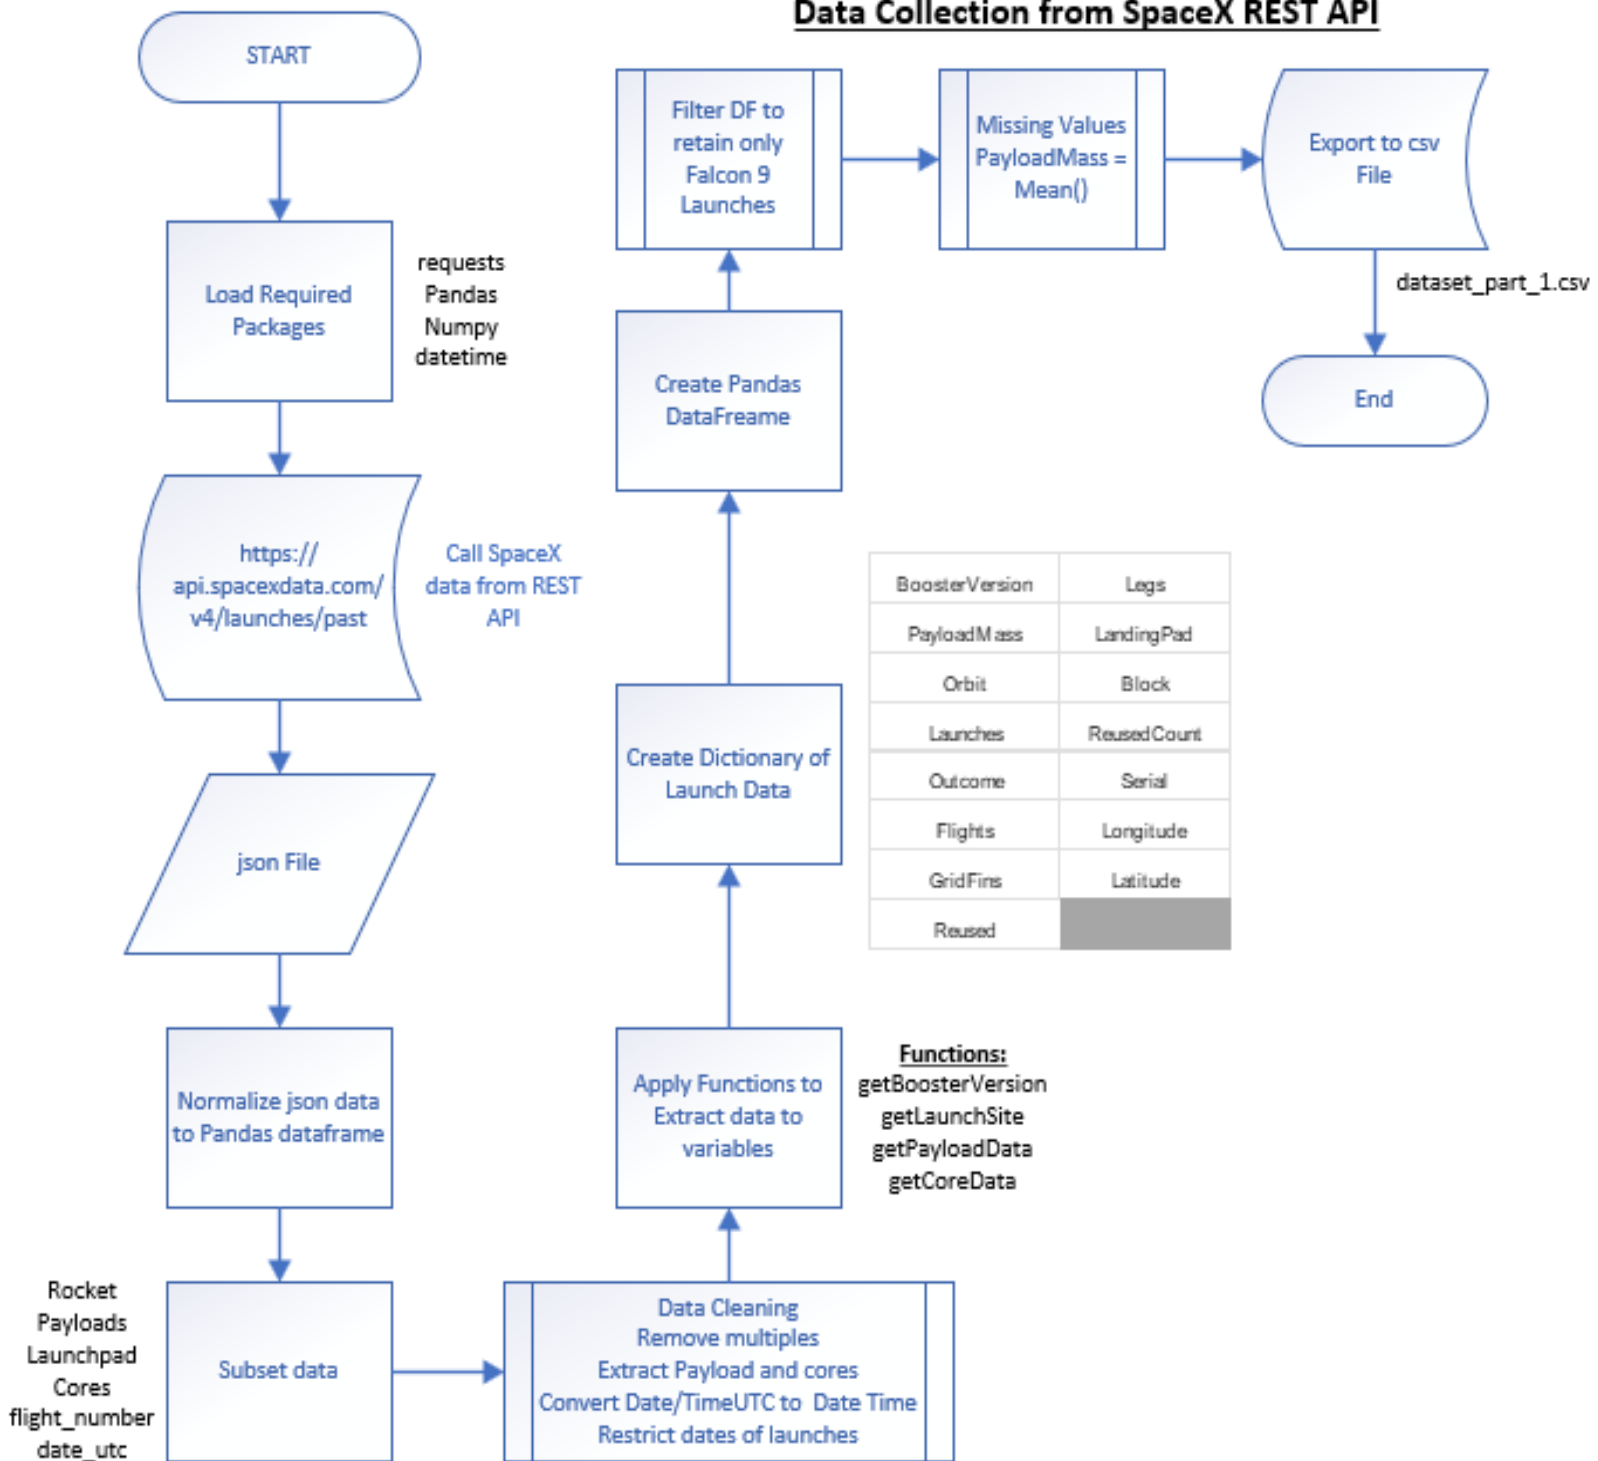 Data Collection from SpaceX REST API
START
Load Required
Packages
requests
Pandas
Numpy
datetime
https://
api.spacexdata.com/
v4/launches/past
Call SpaceX
data from REST
API
json File
Normalize json data
to Pandas dataframe
Rocket
Payloads
Launchpad
Cores
flight_number
date_utc
Subset data
Data Cleaning
Remove multiples
Extract Payload and cores
Convert Date/TimeUTC to Date Time
Restrict dates of launches
Apply Functions to
Extract data to
variables
Functions:
getBoosterVersion
getLaunchSite
getPayloadData
getCoreData
Create Dictionary of
Launch Data
BoosterVersion Legs
PayloadMass LandingPad
Orbit Block
Launches ReusedCount
Outcome Serial
Flights Longitude
GridFins Latitude
Reused
Create Pandas
DataFreame
Filter DF to
retain only
Falcon 9
Launches
Missing Values
PayloadMass =
Mean()
Export to csv
File
dataset_part_1.csv
End